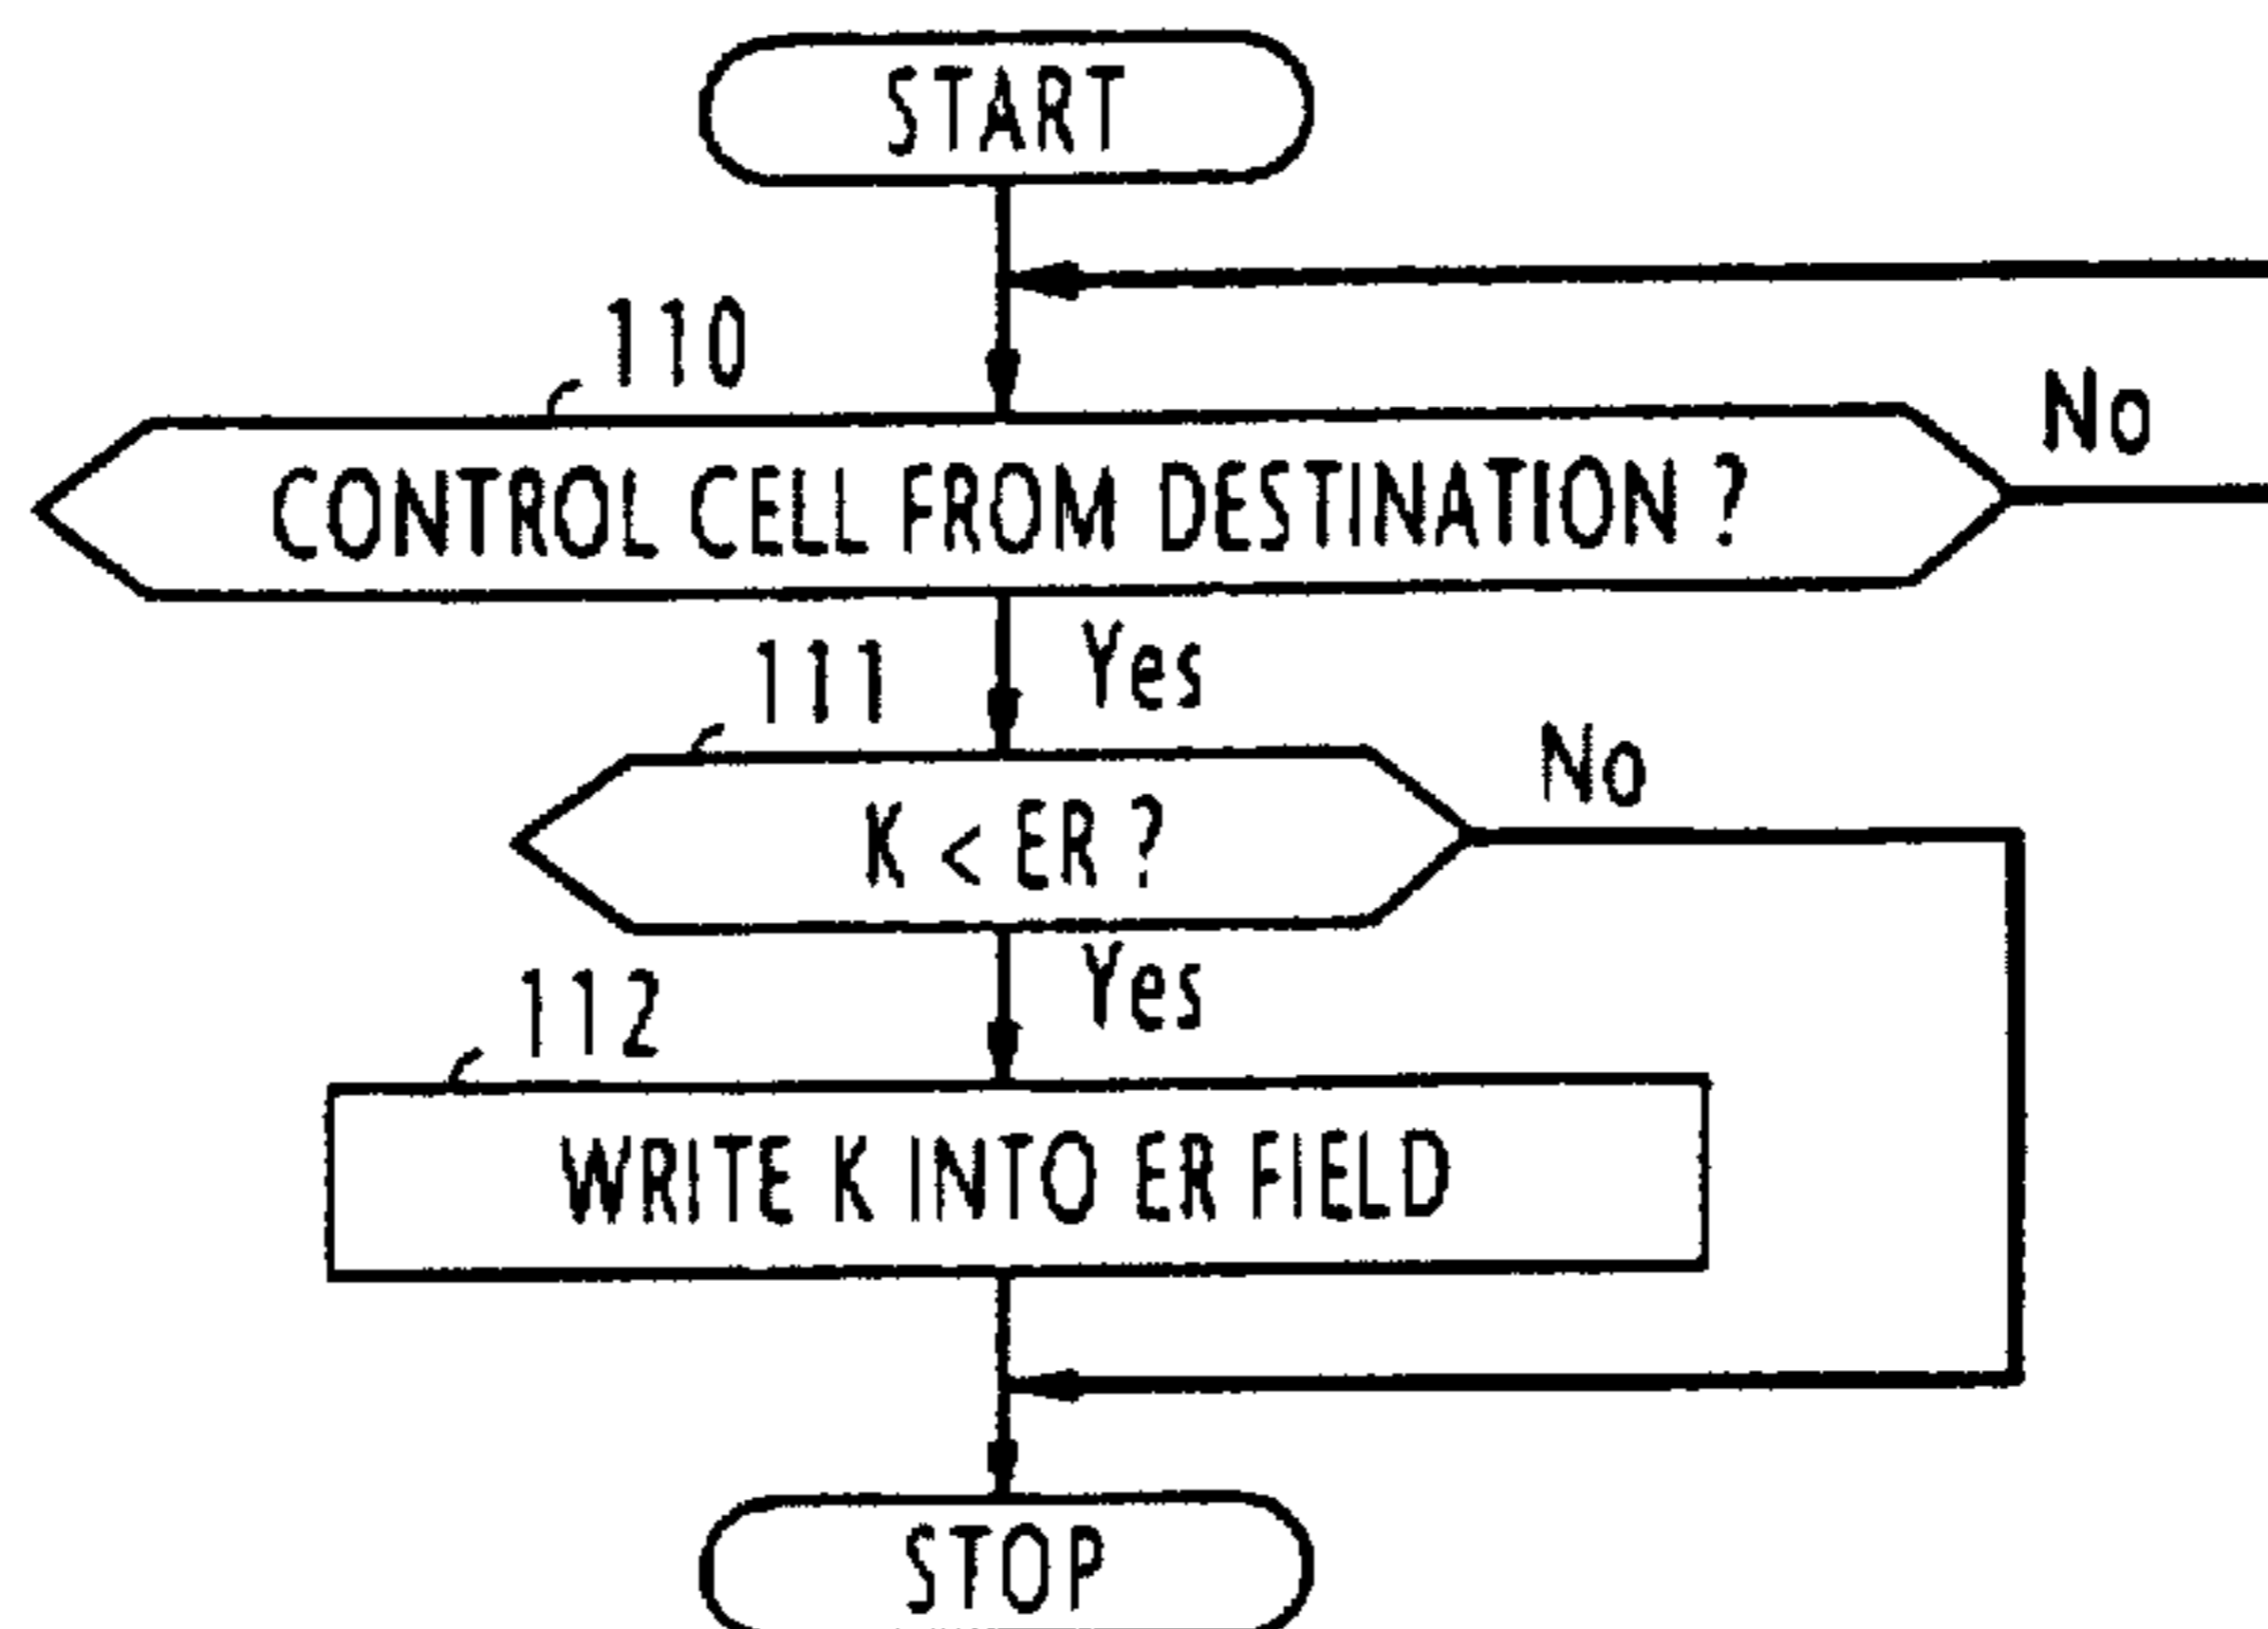 START
110
No
CONTROL CELL FROM DESTINATION ?
111
Yes
No
K < ER ?
112
Yes
WRITE K INTO ER FIELD
STOP